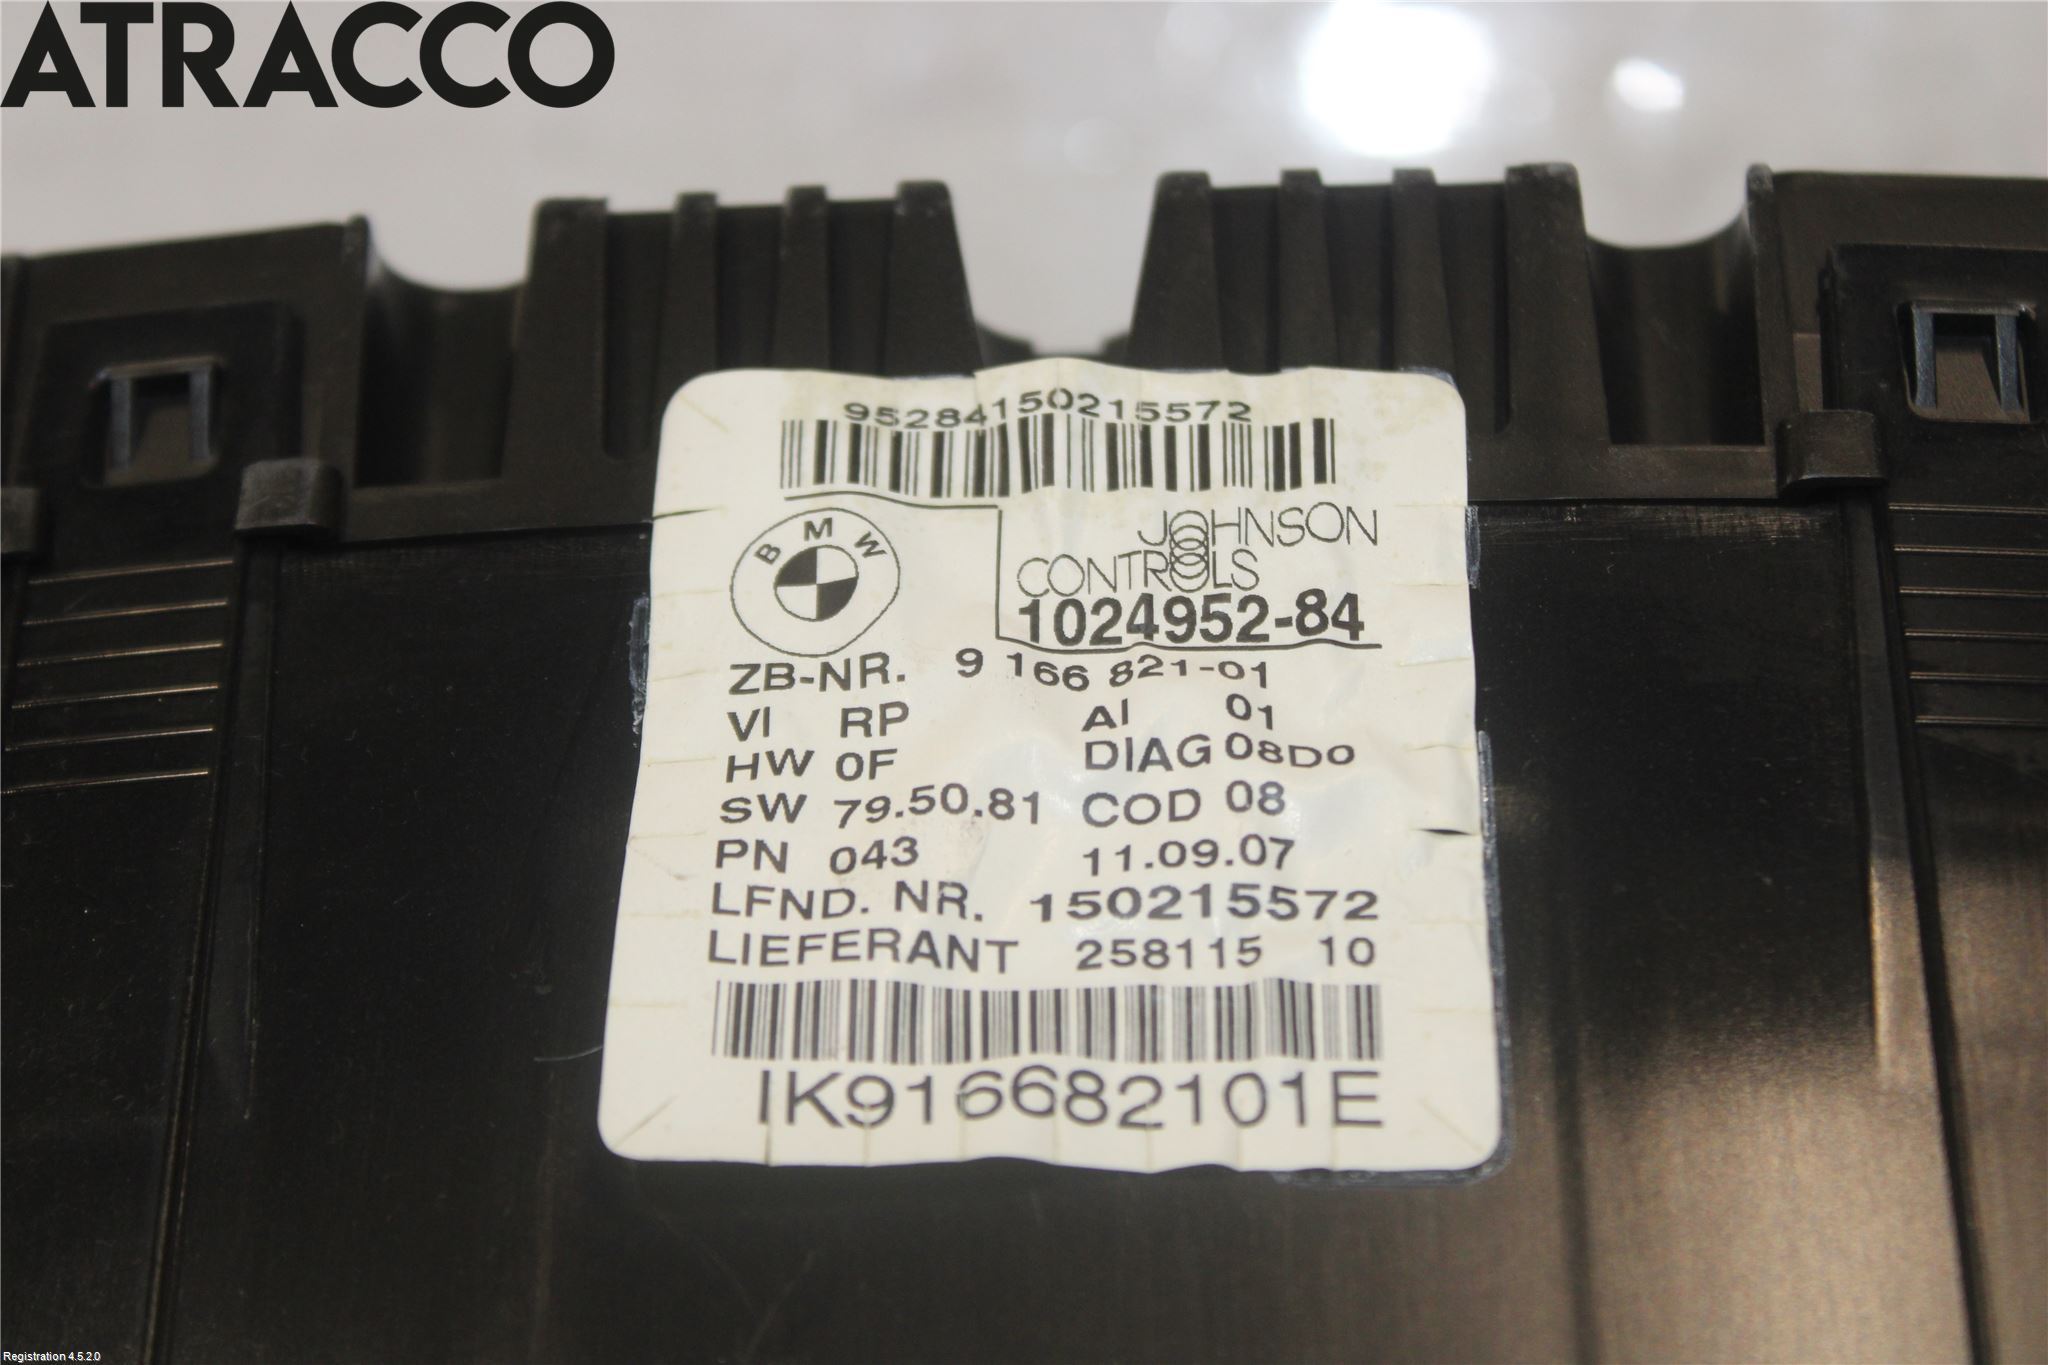 ATRACCO
95284150215572
BMW
JOHNSON
CONTROLS
1024952-84
ZB-NR. 9 166 821-01
VI RP AI 01
HW 0F DIAG 08D0
SW 79.50.81 COD 08
PN 043 11.09.07
LFND. NR. 150215572
LIEFERANT 258115 10
IK916682101E
Registration 4.5.2.0